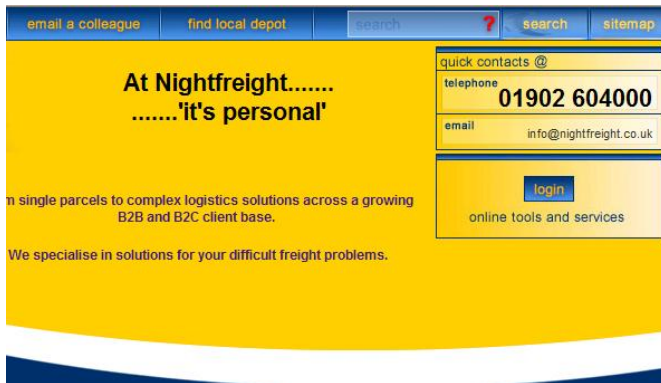 email a colleague find local depot search ? search sitemap
At Nightfreight.......
.......'it's personal'
quick contacts @
telephone
01902 604000
email
info@nightfreight.co.uk
login
online tools and services
single parcels to complex logistics solutions across a growing
B2B and B2C client base.
We specialise in solutions for your difficult freight problems.